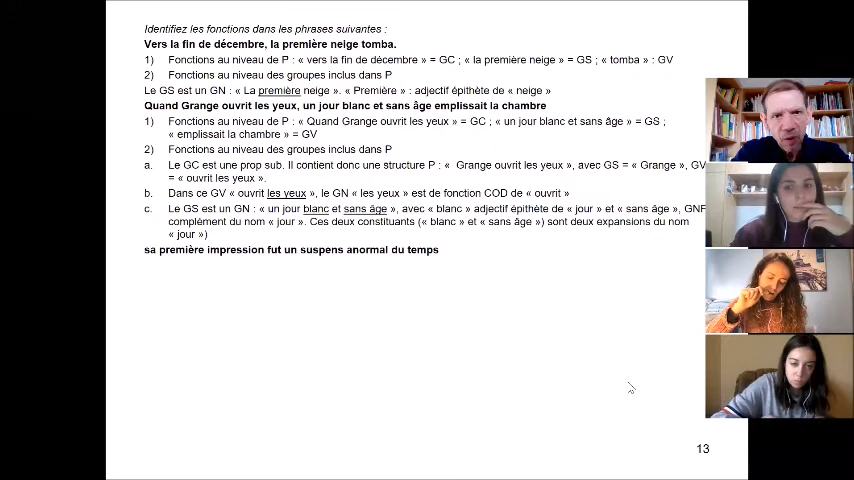 Identifiez les fonctions dans les phrases suivantes :
Vers la fin de décembre, la première neige tomba.
1) Fonctions au niveau de P : « vers la fin de décembre » = GC ; « la première neige » = GS ; « tomba » : GV
2) Fonctions au niveau des groupes inclus dans P
Le GS est un GN : « La première neige ». « Première » : adjectif épithète de « neige »
Quand Grange ouvrit les yeux, un jour blanc et sans âge emplissait la chambre
1) Fonctions au niveau de P : « Quand Grange ouvrit les yeux » = GC ; « un jour blanc et sans âge » = GS ;
« emplissait la chambre » = GV
2) Fonctions au niveau des groupes inclus dans P
a. Le GC est une prop sub. Il contient donc une structure P : « Grange ouvrit les yeux », avec GS = « Grange », GV
= « ouvrit les yeux ».
b. Dans ce GV « ouvrit les yeux », le GN « les yeux » est de fonction COD de « ouvrit »
c. Le GS est un GN : « un jour blanc et sans âge », avec « blanc » adjectif épithète de « jour » et « sans âge », GNP
complément du nom « jour ». Ces deux constituants (« blanc » et « sans âge ») sont deux expansions du nom
« jour »)
sa première impression fut un suspens anormal du temps
13